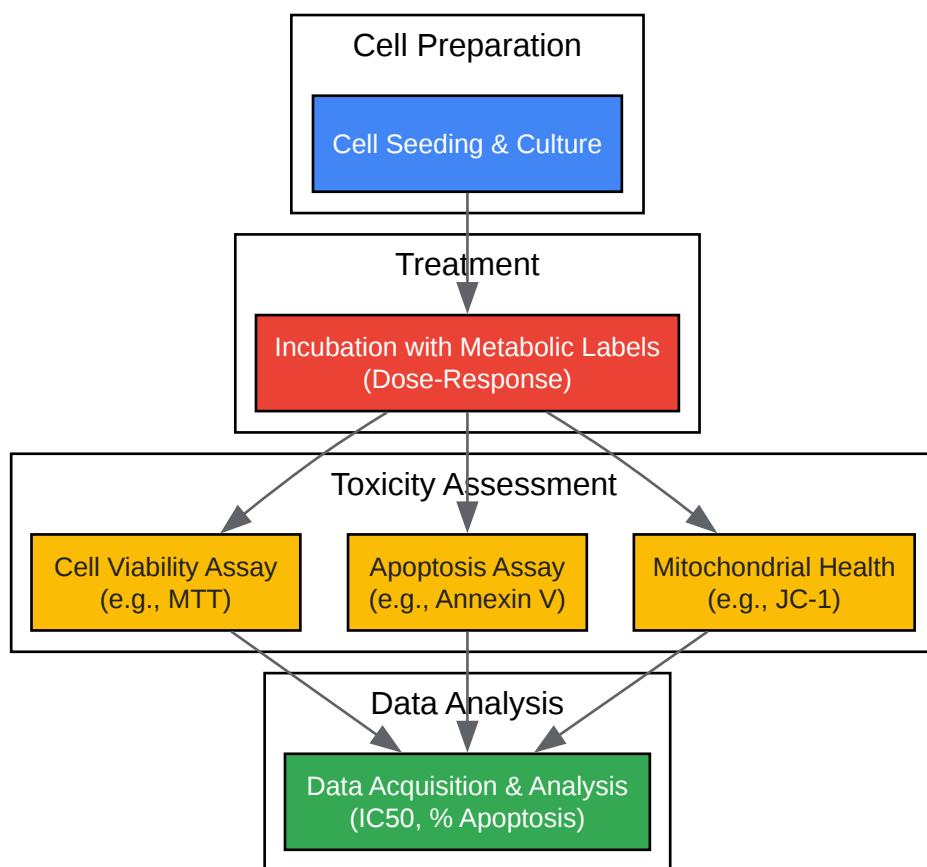 Cell Preparation
Cell Seeding & Culture
Treatment
Incubation with Metabolic Labels
(Dose-Response)
Toxicity Assessment
Cell Viability Assay
(e.g., MTT)
Apoptosis Assay
(e.g., Annexin V)
Mitochondrial Health
(e.g., JC-1)
Data Analysis
Data Acquisition & Analysis
(IC50, % Apoptosis)